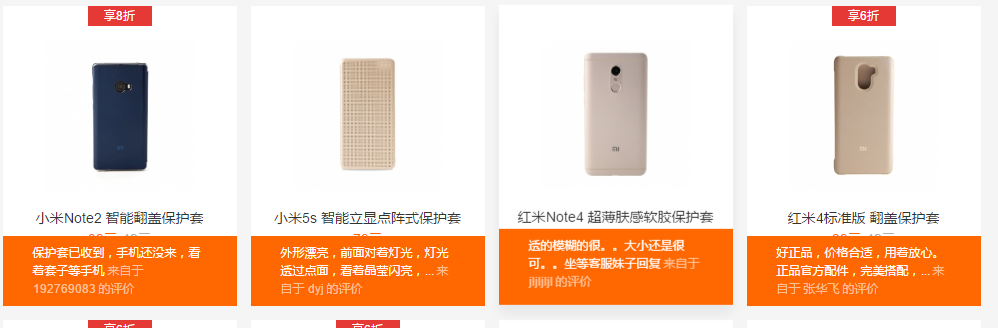 享8折
小米Note2 智能翻盖保护套
保护套已收到，手机还没来，看
着套子等手机 来自于
192769083 的评价
小米5s 智能立显点阵式保护套
外形漂亮，前面对着灯光，灯光
透过点面，看着晶莹闪亮，... 来
自于 dyj 的评价
红米Note4 超薄肤感软胶保护套
适的模糊的很。。大小还是很
可。。坐等客服妹子回复 来自于
jijijijl 的评价
享6折
红米4标准版 翻盖保护套
好正品，价格合适，用着放心。
正品官方配件，完美搭配，... 来
自于 张华飞 的评价
享6折
享6折